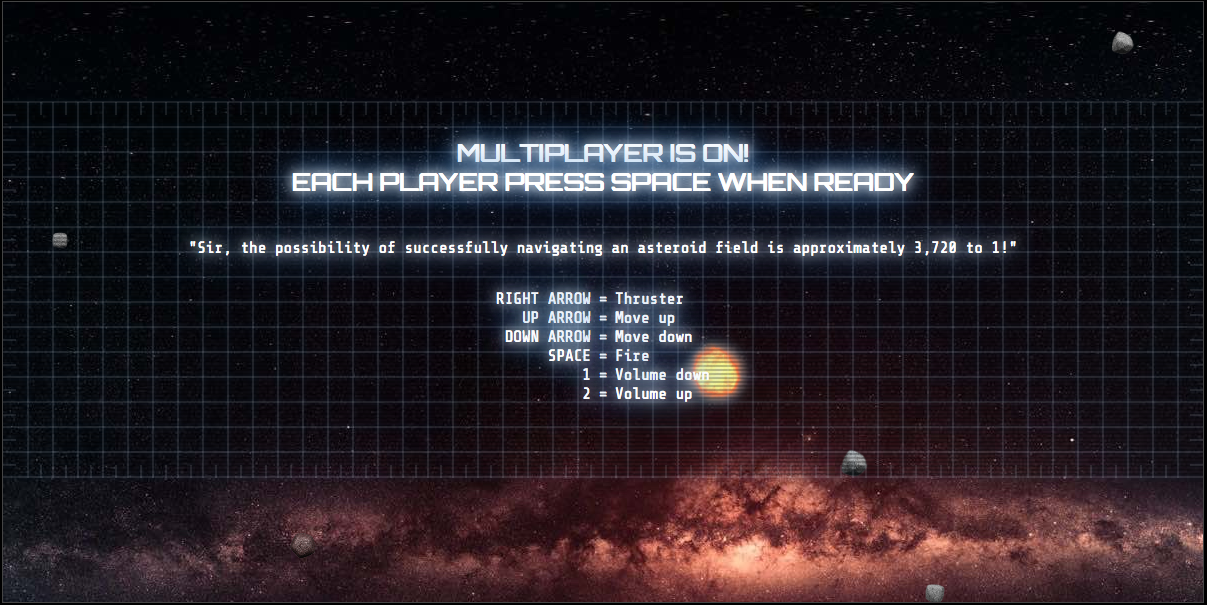 MULTIPLAYER IS ON!
EACH PLAYER PRESS SPACE WHEN READY
"Sir, the possibility of successfully navigating an asteroid field is approximately 3,720 to 1!"
RIGHT ARROW = Thruster
UP ARROW = Move up
DOWN ARROW = Move down
SPACE = Fire
1 = Volume down
2 = Volume up